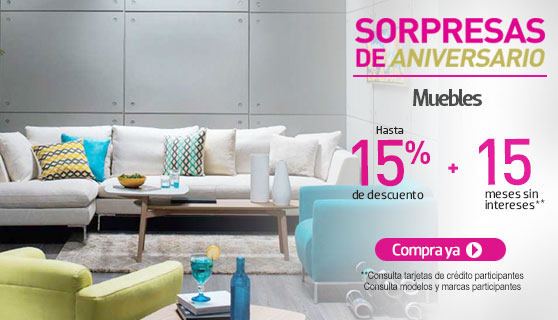 SORPRESAS
DE ANIVERSARIO
Muebles
Hasta
15% + 15
de descuento
meses sin
intereses**
Compra ya
**Consulta tarjetas de crédito participantes
Consulta modelos y marcas participantes